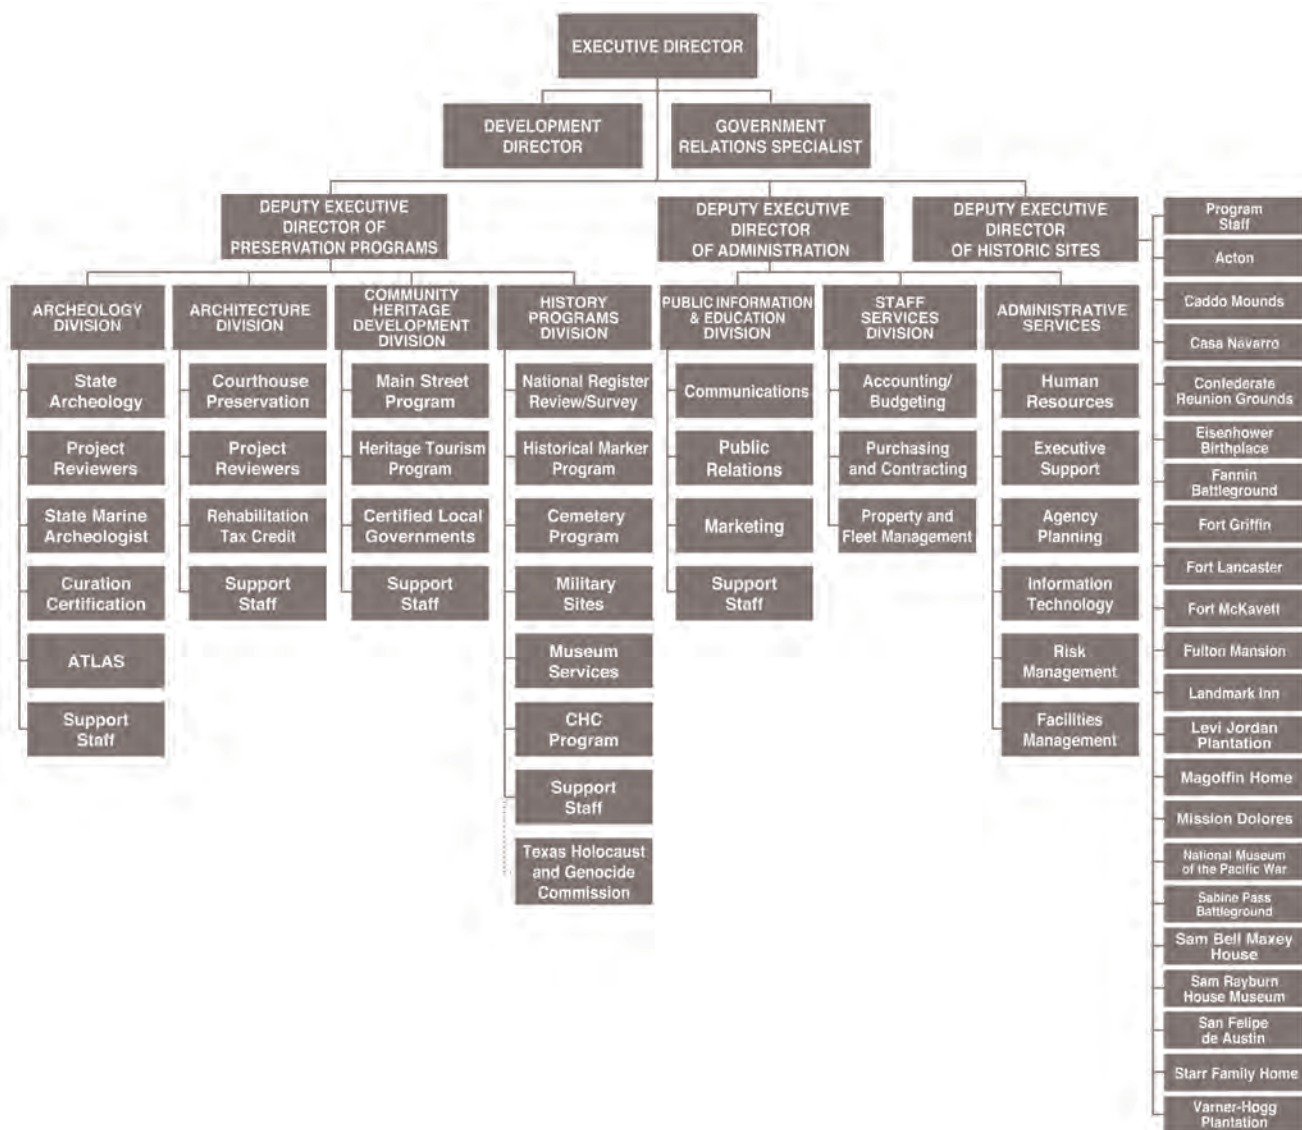 EXECUTIVE DIRECTOR
DEVELOPMENT
DIRECTOR
GOVERNMENT
RELATIONS SPECIALIST
DEPUTY EXECUTIVE
DIRECTOR OF
PRESERVATION PROGRAMS
DEPUTY EXECUTIVE
DIRECTOR
OF ADMINISTRATION
DEPUTY EXECUTIVE
DIRECTOR
OF HISTORIC SITES
ARCHEOLOGY
DIVISION
State
Archeology
Project
Reviewers
State Marine
Archeologist
Curation
Certification
ATLAS
Support
Staff
ARCHITECTURE
DIVISION
Courthouse
Preservation
Project
Reviewers
Rehabilitation
Tax Credit
Support
Staff
COMMUNITY
HERITAGE
DEVELOPMENT
DIVISION
Main Street
Program
Heritage Tourism
Program
Certified Local
Governments
Support
Staff
HISTORY
PROGRAMS
DIVISION
National Register
Review/Survey
Historical Marker
Program
Cemetery
Program
Military
Sites
Museum
Services
CHC
Program
Support
Staff
Texas Holocaust
and Genocide
Commission
PUBLIC INFORMATION
& EDUCATION
DIVISION
Communications
Public
Relations
Marketing
Support
Staff
STAFF
SERVICES
DIVISION
Accounting/
Budgeting
Purchasing
and Contracting
Property and
Fleet Management
ADMINISTRATIVE
SERVICES
Human
Resources
Executive
Support
Agency
Planning
Information
Technology
Risk
Management
Facilities
Management
Program
Staff
Acton
Caddo Mounds
Casa Navarro
Confederate
Reunion Grounds
Eisenhower
Birthplace
Fannin
Battleground
Fort Griffin
Fort Lancaster
Fort McKavett
Fulton Mansion
Landmark Inn
Levi Jordan
Plantation
Magoffin Home
Mission Dolores
National Museum
of the Pacific War
Sabine Pass
Battleground
Sam Bell Maxey
House
Sam Rayburn
House Museum
San Felipe
de Austin
Starr Family Home
Varner-Hogg
Plantation